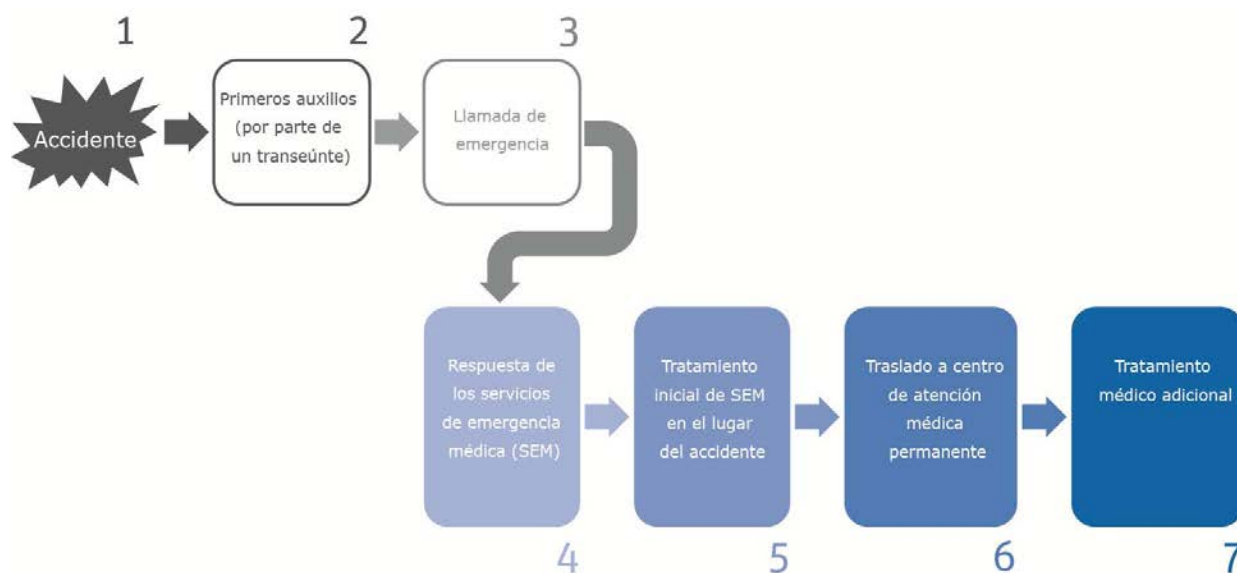 1
Accidente
2
Primeros auxilios
(por parte de
un transeúnte)
3
Llamada de
emergencia
Respuesta de
los servicios
de emergencia
médica (SEM)
4
Tratamiento
inicial de SEM
en el lugar
del accidente
5
Traslado a centro
de atención
médica
permanente
6
Tratamiento
médico adicional
7